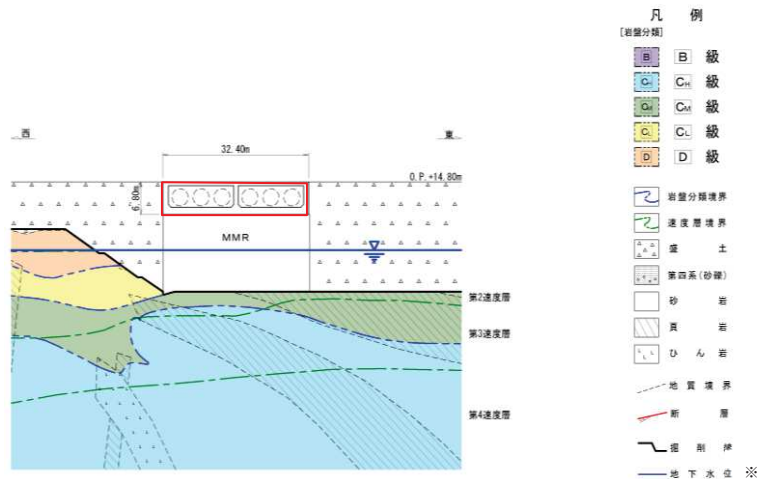 凡 例
[岩盤分類]
B B 級
CH CH 級
CM CM 級
CL CL 級
D D 級
西
東
32.40m
O.P.+14.80m
6.80m
MMR
岩盤分類境界
速度層境界
盛 土
第四系(砂礫)
砂 岩
頁 岩
ひん岩
地質境界
断 層
掘削線
地下水位 ※
第2速度層
第3速度層
第4速度層